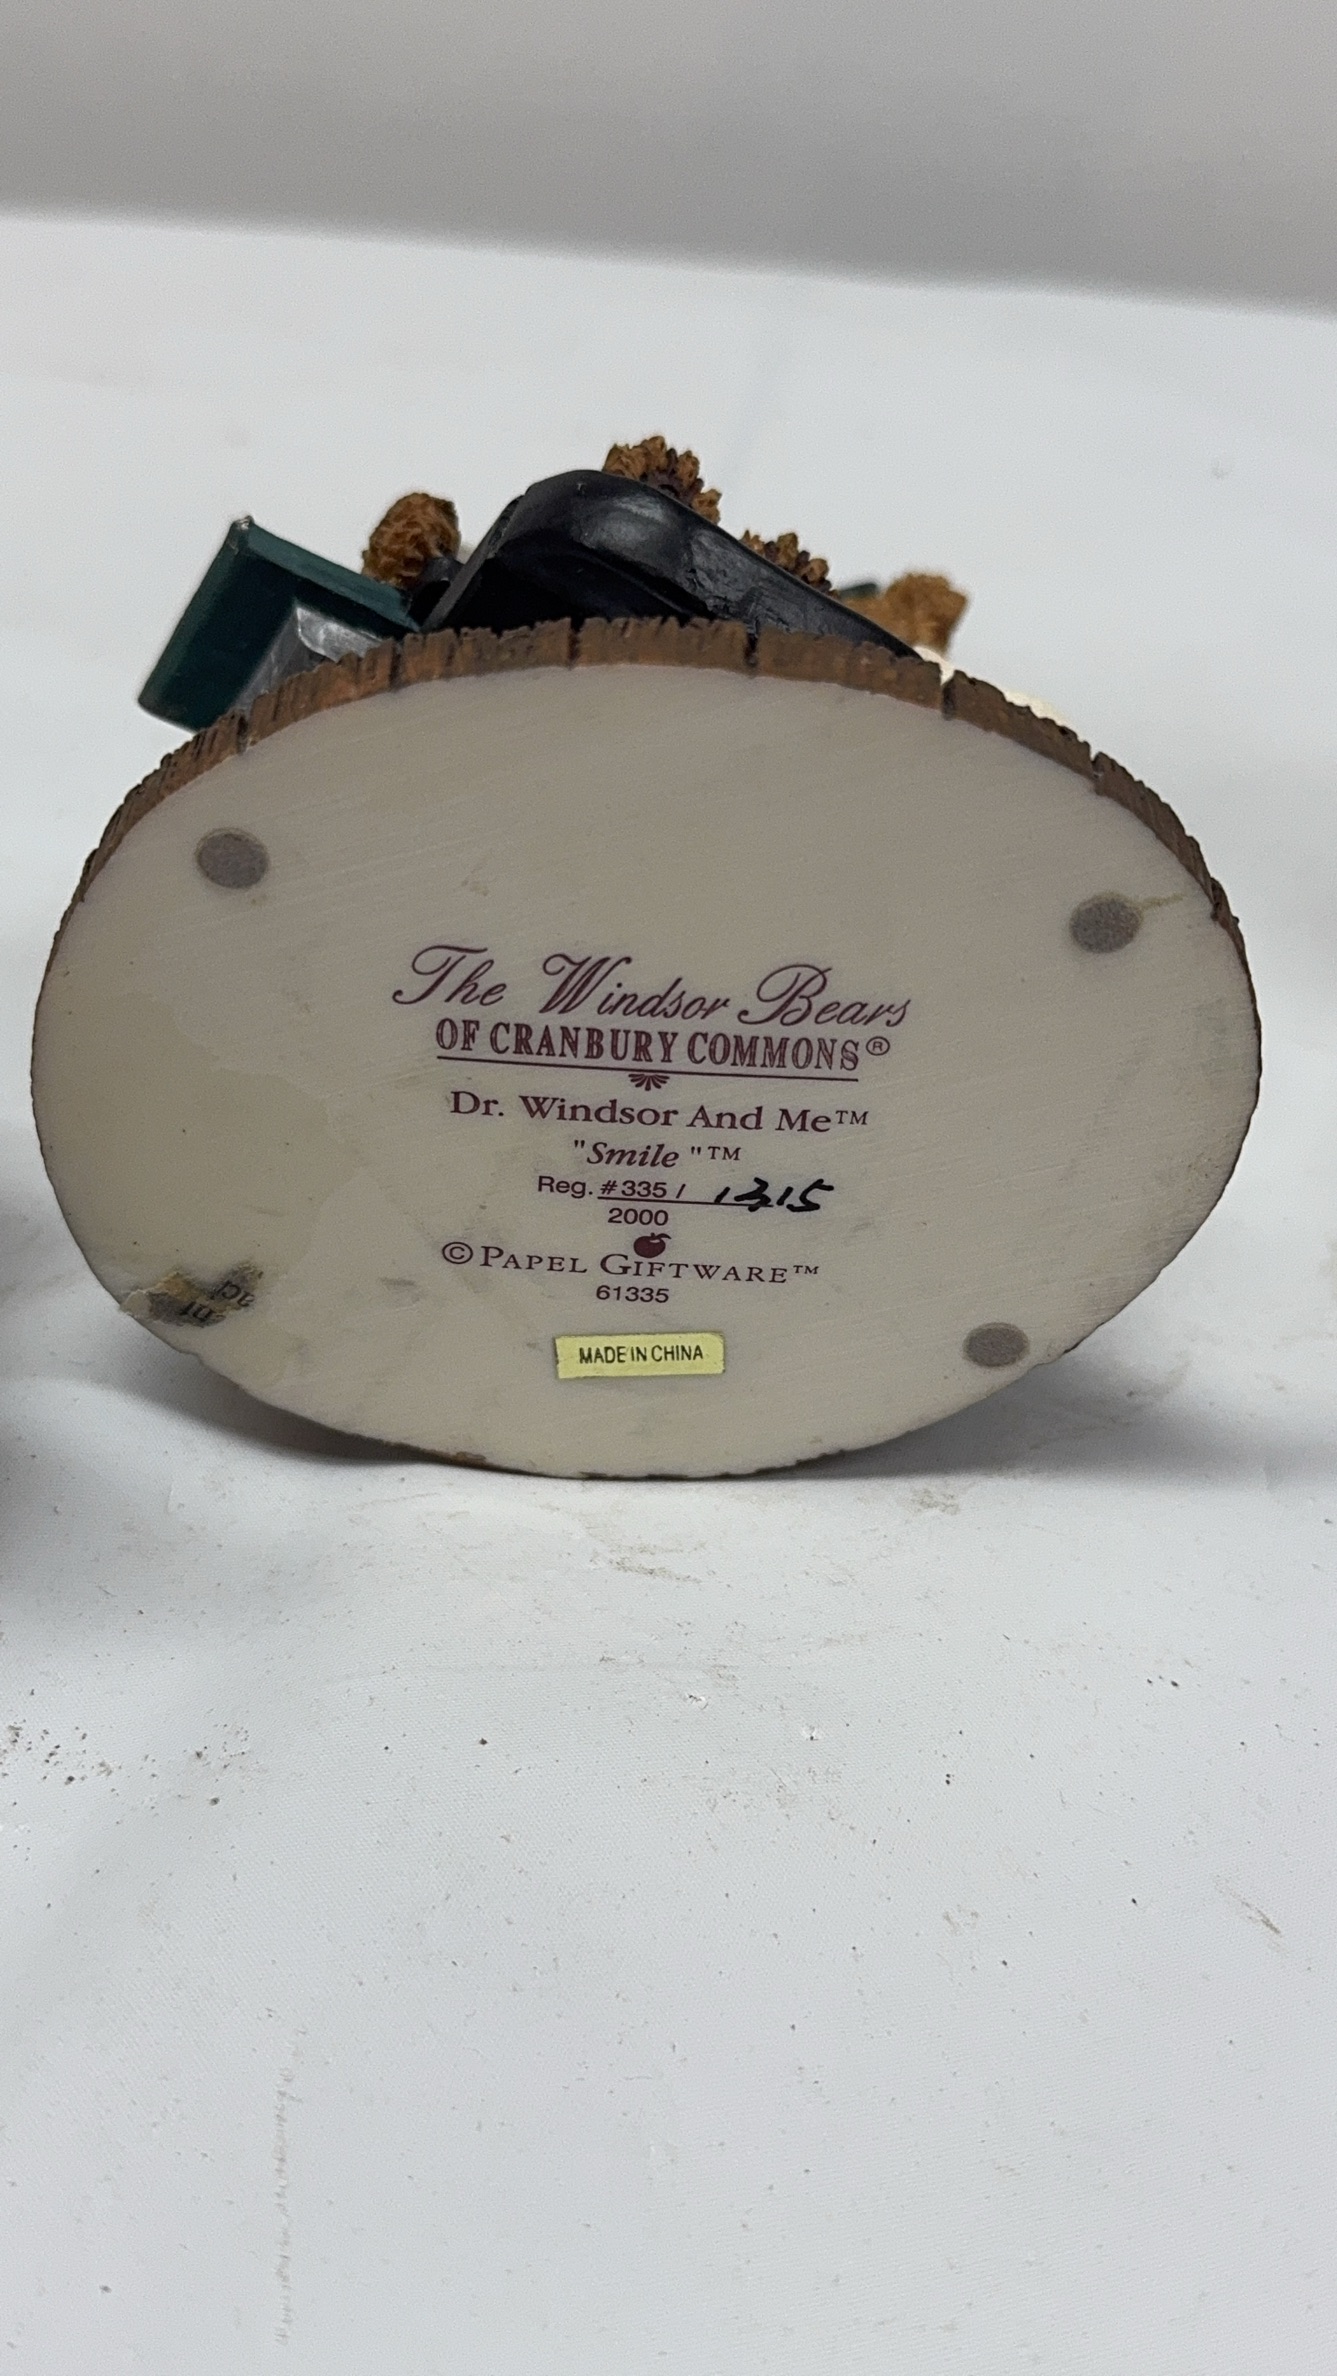 The Windsor Bears
OF CRANBURY COMMONS®
Dr. Windsor And Me™
"Smile "™
Reg. #335 / 1315
2000
© PAPEL GIFTWARE™
61335
MADE IN CHINA